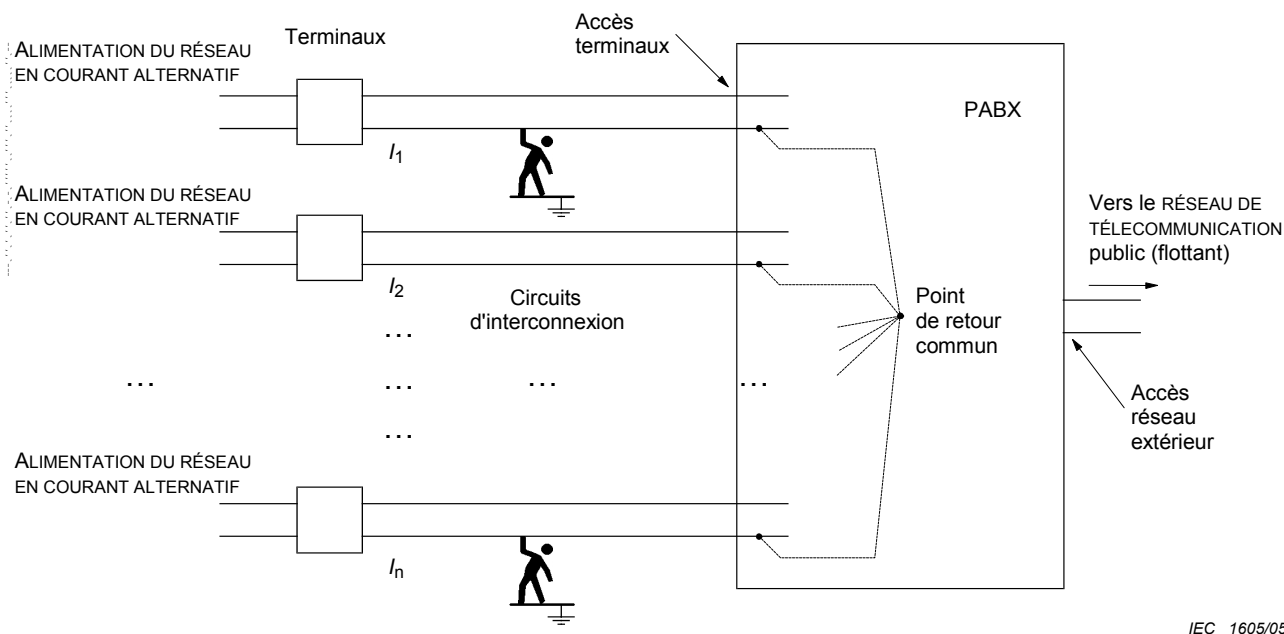 ALIMENTATION DU RÉSEAU
EN COURANT ALTERNATIF
Terminaux
Accès
terminaux
PABX
I1
ALIMENTATION DU RÉSEAU
EN COURANT ALTERNATIF
Vers le RÉSEAU DE
TÉLECOMMUNICATION
public (flottant)
I2
Circuits
d'interconnexion
Point
de retour
commun
...
... ... ... ...
...
Accès
réseau
extérieur
ALIMENTATION DU RÉSEAU
EN COURANT ALTERNATIF
In
IEC 1605/05